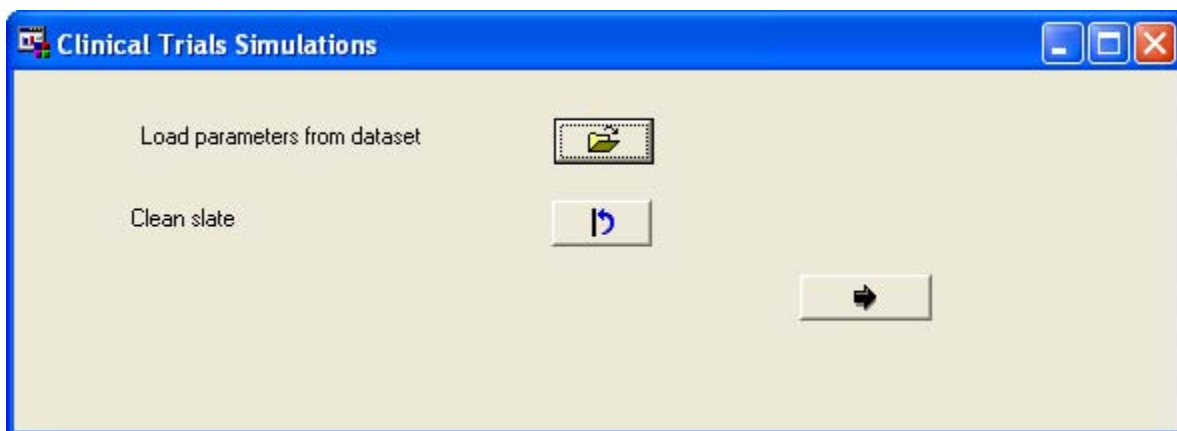 Clinical Trials Simulations
Load parameters from dataset
Clean slate